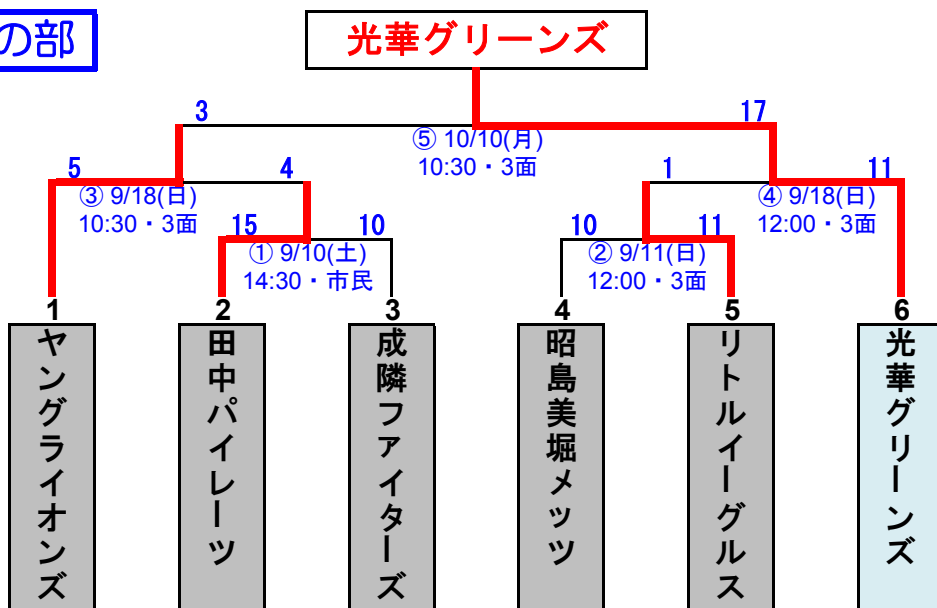 の部
光華グリーンズ
3
17
⑤ 10/10(月)
10:30・3面
5
4
1
11
③ 9/18(日)
10:30・3面
④ 9/18(日)
12:00・3面
15
10
10
11
① 9/10(土)
14:30・市民
② 9/11(日)
12:00・3面
1
2
3
4
5
6
ヤングライオンズ
田中パイレーツ
成隣ファイターズ
昭島美堀メッツ
リトルイーグルス
光華グリーンズ